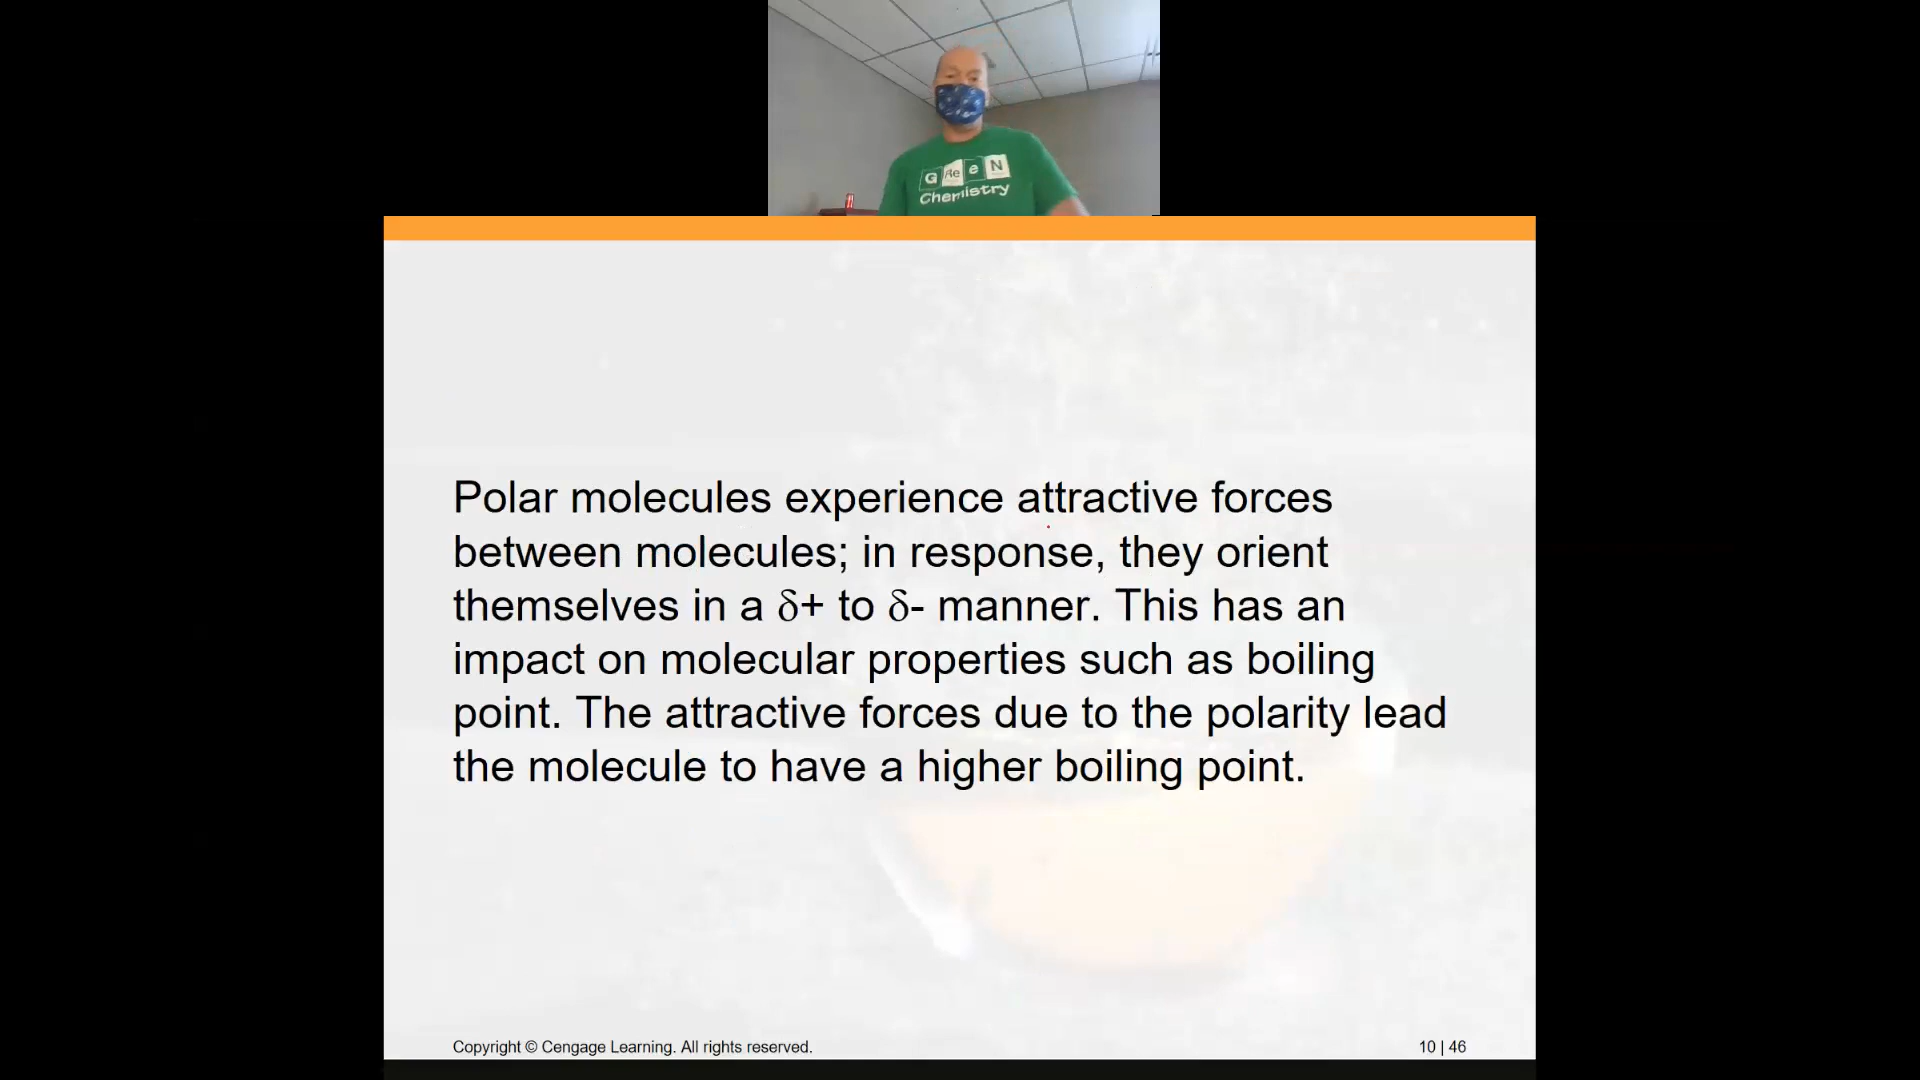 G Re e N
Chemistry
Polar molecules experience attractive forces
between molecules; in response, they orient
themselves in a δ+ to δ- manner. This has an
impact on molecular properties such as boiling
point. The attractive forces due to the polarity lead
the molecule to have a higher boiling point.
Copyright © Cengage Learning. All rights reserved.
10 | 46